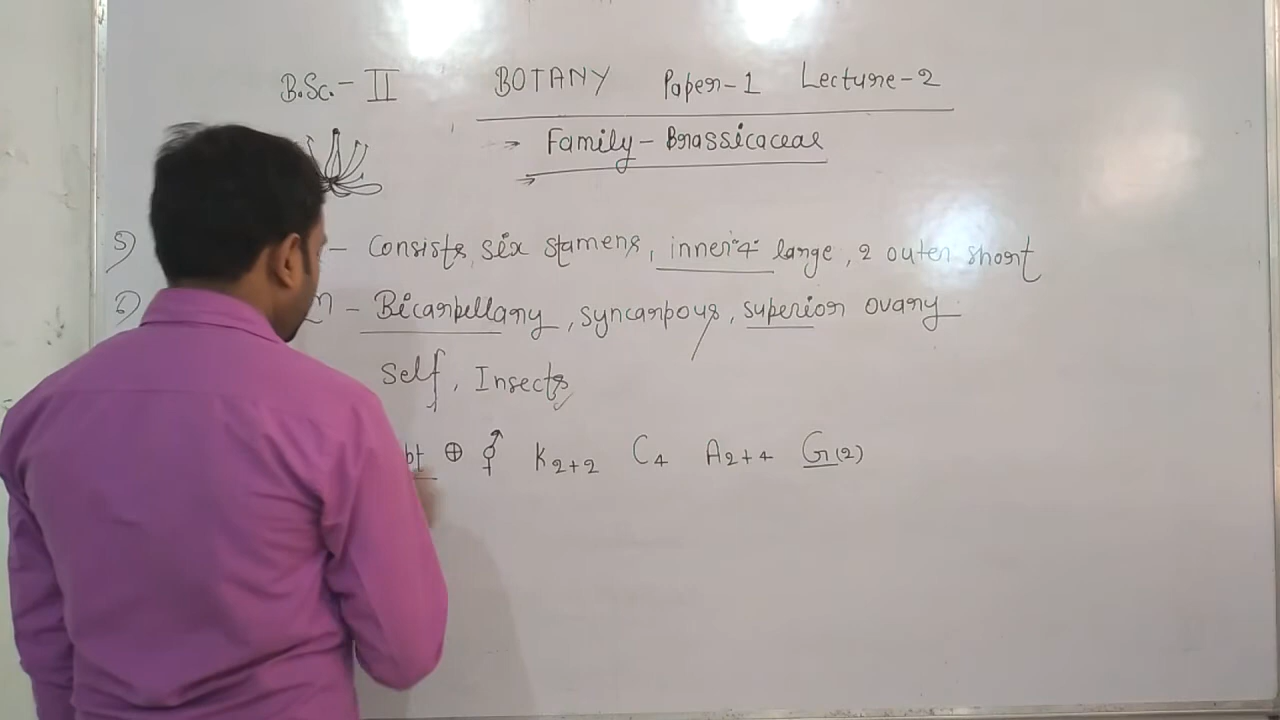 B.Sc.- II BOTANY Paper-1 Lecture-2
→ Family - Brassicaceae
→
5) - Consists six stamens, inner "4" large, 2 outer short
6) - Bicarpellary, syncarpous, superior ovary
Self, Insects
⊕ ⚥ K2+2 C4 A2+4 G(2)